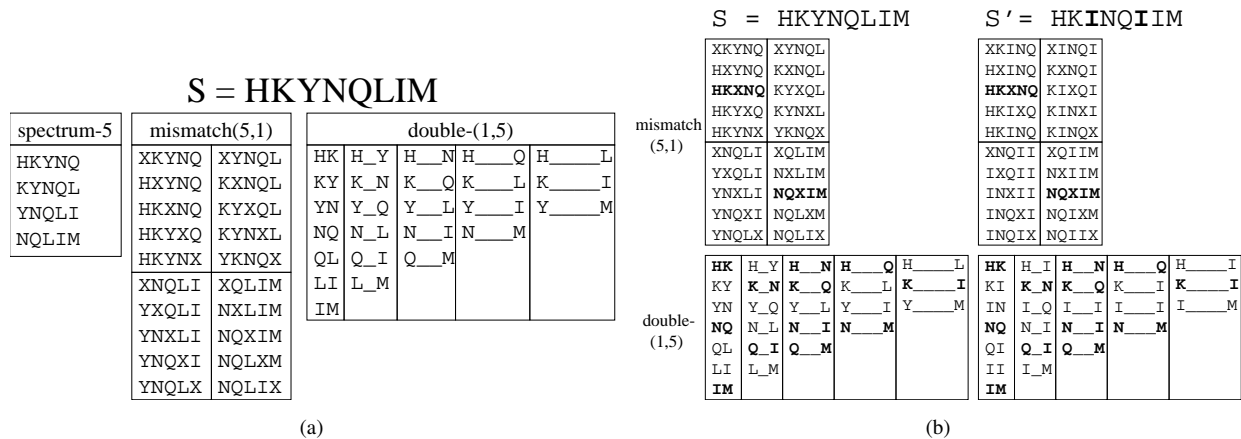 S = HKYNQLIM
spectrum-5
HKYNQ
KYNQL
YNQLI
NQLIM
mismatch(5,1)
XKYNQ XYNQL
HXYNQ KXNQL
HKXNQ KYXQL
HKYXQ KYNXL
HKYNX YKNQX
XNQLI XQLIM
YXQLI NXLIM
YNXLI NQXIM
YNQXI NQLXM
YNQLX NQLIX
double-(1,5)
HK H_Y H__N H___Q H____L
KY K_N K__Q K___L K____I
YN Y_Q Y__L Y___I Y____M
NQ N_L N__I N___M
QL Q_I Q__M
LI L_M
IM
(a)
S = HKYNQLIM
S'= HKINQIIM
mismatch
(5,1)
XKYNQ XYNQL
HXYNQ KXNQL
HKXNQ KYXQL
HKYXQ KYNXL
HKYNX YKNQX
XNQLI XQLIM
YXQLI NXLIM
YNXLI NQXIM
YNQXI NQLXM
YNQLX NQLIX
XKINQ XINQI
HXINQ KXNQI
HKXNQ KIXQI
HKIXQ KINXI
HKINQ KINQX
XNQII XQIIM
IXQII NXIIM
INXII NQXIM
INQXI NQIXM
INQIX NQIIX
double-
(1,5)
HK H_Y H__N H___Q H____L
KY K_N K__Q K___L K____I
YN Y_Q Y__L Y___I Y____M
NQ N_L N__I N___M
QL Q_I Q__M
LI L_M
IM
HK H_I H__N H___Q H____I
KI K_N K__Q K___I K____I
IN I_Q I__I I___I I____M
NQ N_I N__I N___M
QI Q_I Q__M
II I_M
IM
(b)